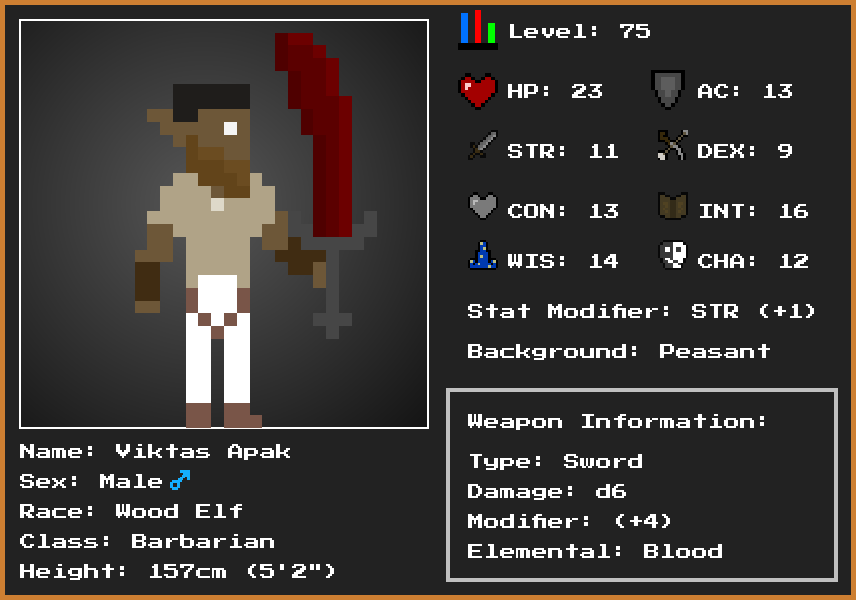 Level: 75
HP: 23
AC: 13
STR: 11
DEX: 9
CON: 13
INT: 16
WIS: 14
CHA: 12
Stat Modifier: STR (+1)
Background: Peasant
Weapon Information:
Type: Sword
Damage: d6
Modifier: (+4)
Elemental: Blood
Name: Viktas Apak
Sex: Male♂
Race: Wood Elf
Class: Barbarian
Height: 157cm (5'2")